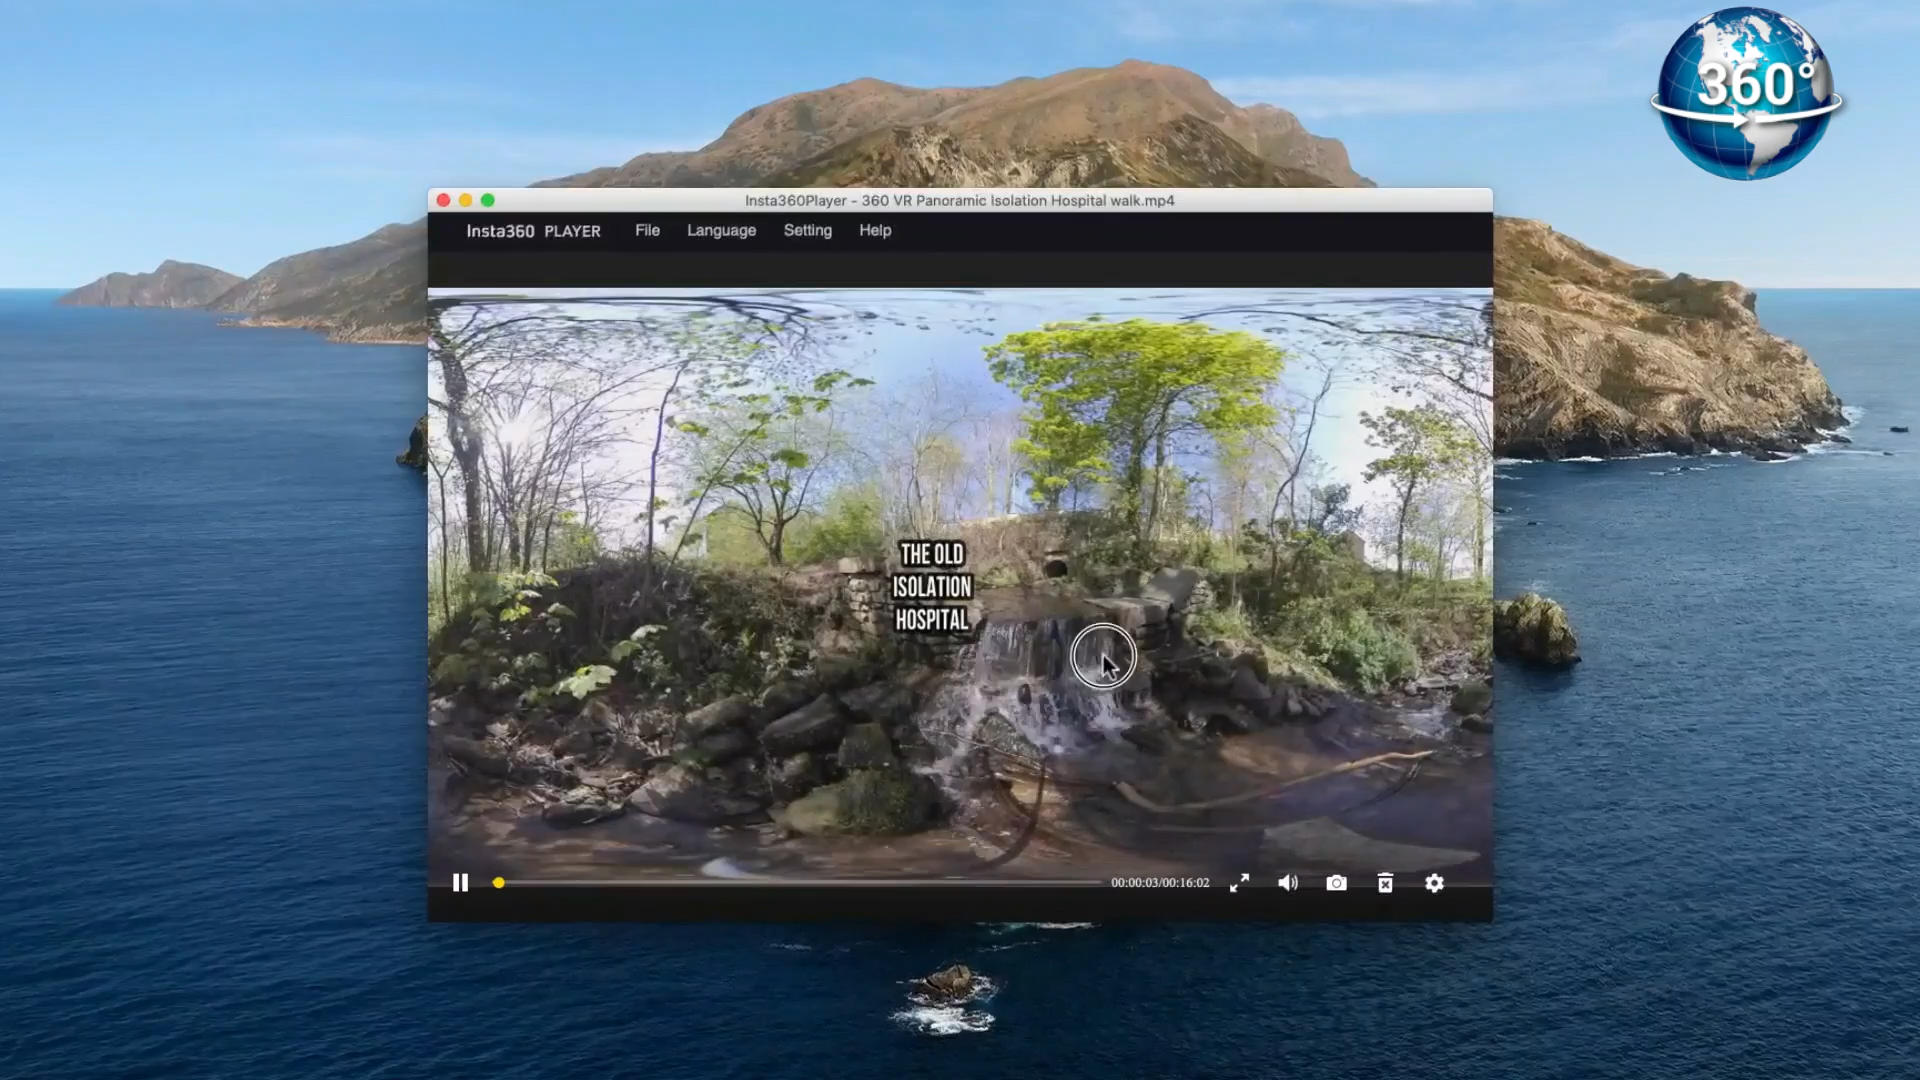 360°
Insta360Player - 360 VR Panoramic Isolation Hospital walk.mp4
Insta360 PLAYER File Language Setting Help
THE OLD
ISOLATION
HOSPITAL
00:00:03/00:16:02